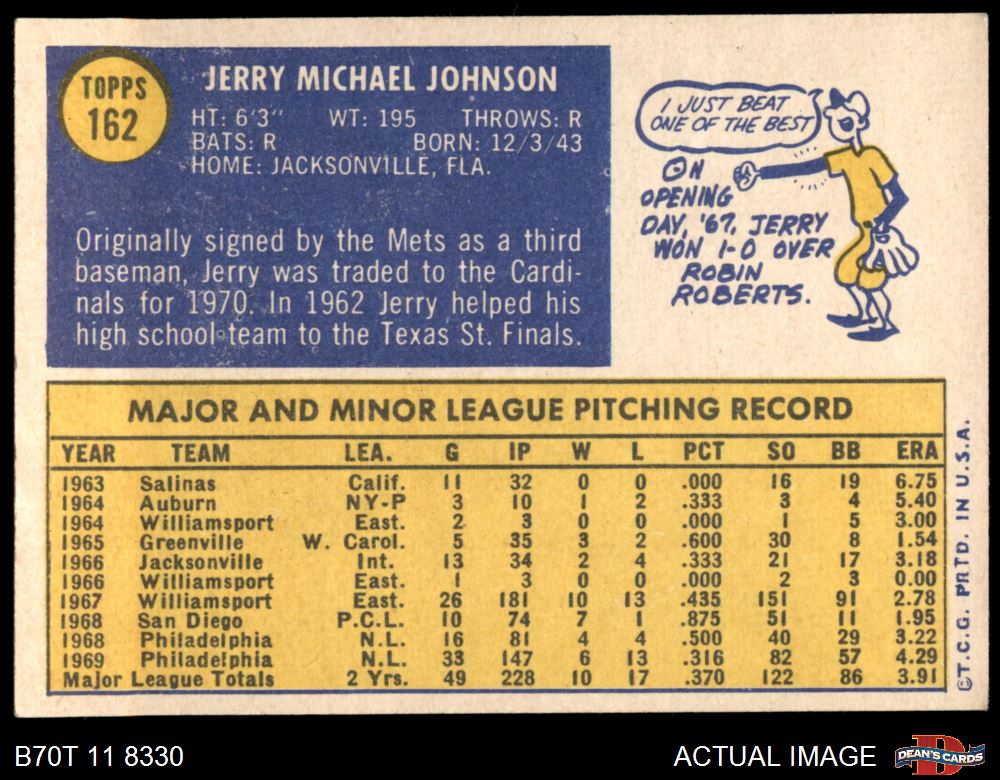 TOPPS
162
JERRY MICHAEL JOHNSON
HT: 6'3" WT: 195 THROWS: R
BATS: R BORN: 12/3/43
HOME: JACKSONVILLE, FLA.
Originally signed by the Mets as a third
baseman, Jerry was traded to the Cardi-
nals for 1970. In 1962 Jerry helped his
high school team to the Texas St. Finals.
I JUST BEAT
ONE OF THE BEST
ON
OPENING
DAY, '67, JERRY
WON 1-0 OVER
ROBIN
ROBERTS.
MAJOR AND MINOR LEAGUE PITCHING RECORD
YEAR TEAM LEA. G IP W L PCT SO BB ERA
1963 Salinas Calif. 11 32 0 0 .000 16 19 6.75
1964 Auburn NY-P 3 10 1 2 .333 3 4 5.40
1964 Williamsport East. 2 3 0 0 .000 1 5 3.00
1965 Greenville W. Carol. 5 35 3 2 .600 30 8 1.54
1966 Jacksonville Int. 13 34 2 4 .333 21 17 3.18
1966 Williamsport East. 1 3 0 0 .000 2 3 0.00
1967 Williamsport East. 26 181 10 13 .435 151 91 2.78
1968 San Diego P.C.L. 10 74 7 1 .875 51 11 1.95
1968 Philadelphia N.L. 16 81 4 4 .500 40 29 3.22
1969 Philadelphia N.L. 33 147 6 13 .316 82 57 4.29
Major League Totals 2 Yrs. 49 228 10 17 .370 122 86 3.91
©T.C.G. PRTD. IN U.S.A.
B70T 11 8330
ACTUAL IMAGE
DEAN'S CARDS